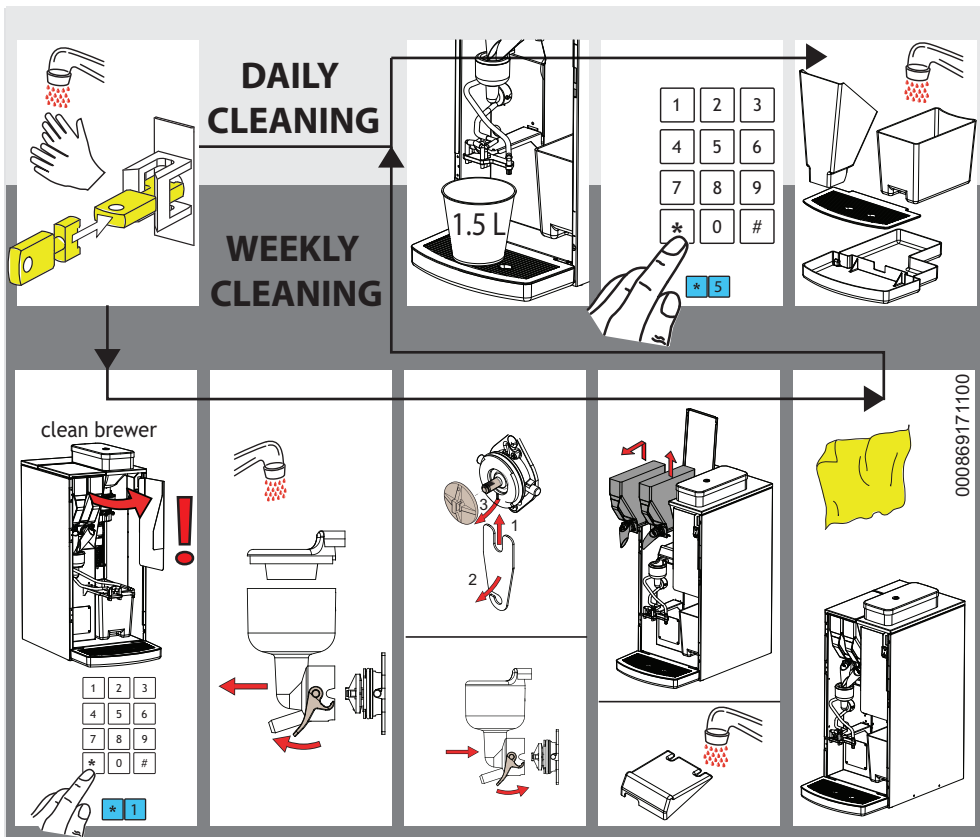 DAILY
CLEANING
1.5 L
1 2 3
4 5 6
7 8 9
* 0 #
* 5
WEEKLY
CLEANING
clean brewer
!
1 2 3
4 5 6
7 8 9
* 0 #
* 1
3
1
2
000869171100